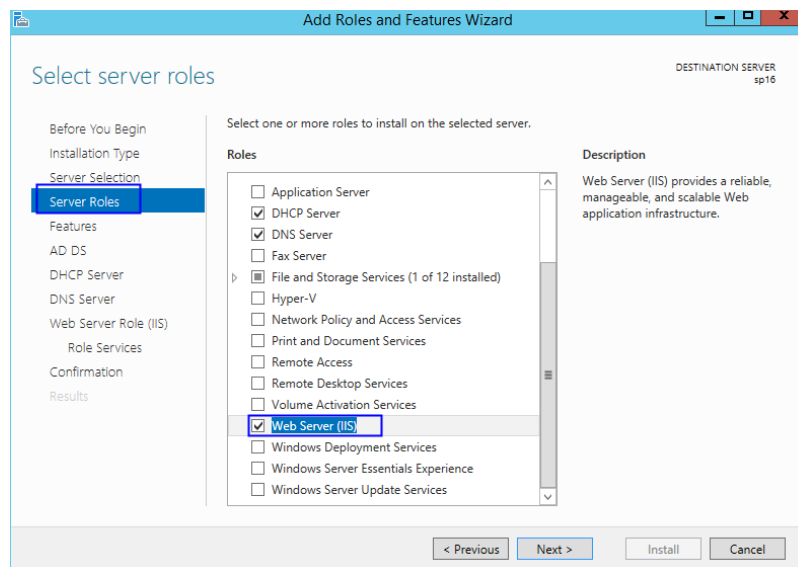 Add Roles and Features Wizard
Select server roles
DESTINATION SERVER
sp16
Before You Begin
Installation Type
Server Selection
Server Roles
Features
AD DS
DHCP Server
DNS Server
Web Server Role (IIS)
Role Services
Confirmation
Results
Select one or more roles to install on the selected server.
Roles
Application Server
DHCP Server
DNS Server
Fax Server
File and Storage Services (1 of 12 installed)
Hyper-V
Network Policy and Access Services
Print and Document Services
Remote Access
Remote Desktop Services
Volume Activation Services
Web Server (IIS)
Windows Deployment Services
Windows Server Essentials Experience
Windows Server Update Services
Description
Web Server (IIS) provides a reliable,
manageable, and scalable Web
application infrastructure.
< Previous
Next >
Install
Cancel